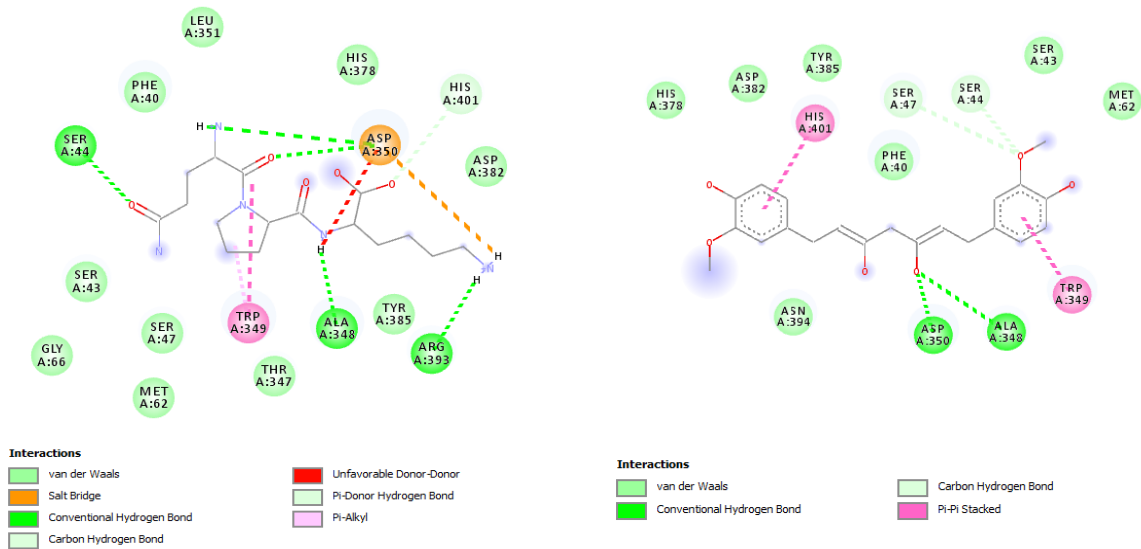 LEU
A:351
PHE
A:40
HIS
A:378
HIS
A:401
SER
A:44
ASP
A:350
ASP
A:382
H
N
O
O
O
N
O
O
O
N
N
H
H
N
H
SER
A:43
SER
A:47
GLY
A:66
MET
A:62
TRP
A:349
THR
A:347
ALA
A:348
TYR
A:385
ARG
A:393
Interactions
van der Waals
Salt Bridge
Conventional Hydrogen Bond
Carbon Hydrogen Bond
Unfavorable Donor-Donor
Pi-Donor Hydrogen Bond
Pi-Alkyl
HIS
A:378
ASP
A:382
TYR
A:385
HIS
A:401
SER
A:47
SER
A:44
SER
A:43
MET
A:62
PHE
A:40
O
O
O
O
O
O
ASN
A:394
ASP
A:350
ALA
A:348
TRP
A:349
Interactions
van der Waals
Conventional Hydrogen Bond
Carbon Hydrogen Bond
Pi-Pi Stacked